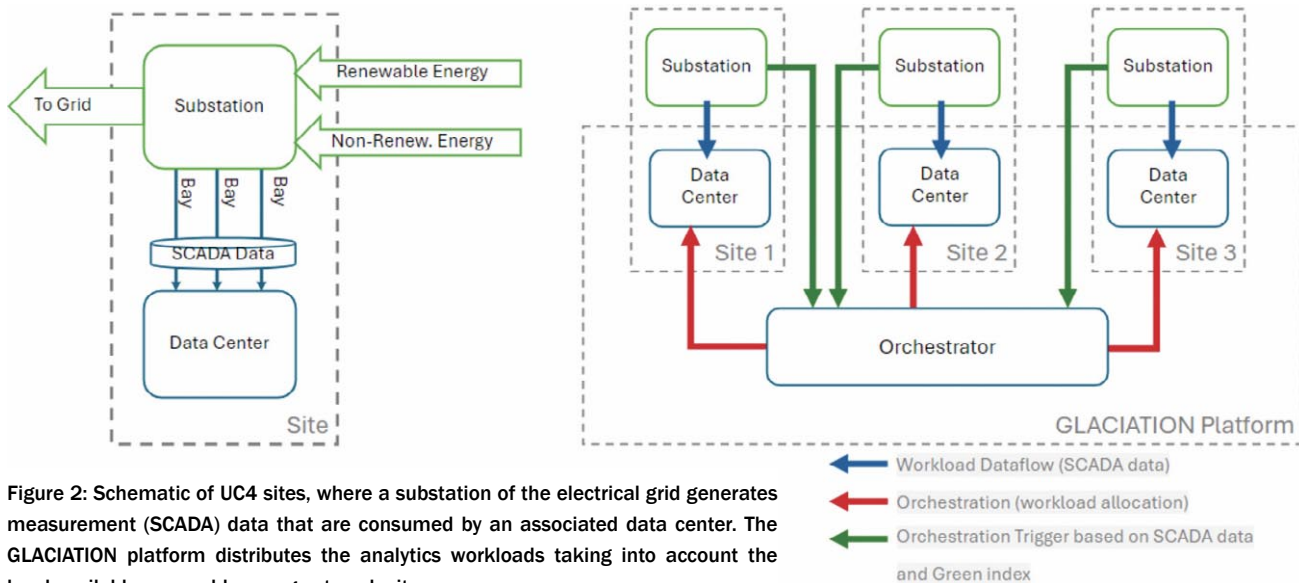 To Grid
Substation
Renewable Energy
Non-Renew. Energy
Bay
Bay
Bay
SCADA Data
Data Center
Site
Substation
Substation
Substation
Data
Center
Data
Center
Data
Center
Site 1
Site 2
Site 3
Orchestrator
GLACIATION Platform
Workload Dataflow (SCADA data)
Orchestration (workload allocation)
Orchestration Trigger based on SCADA data
and Green index
Figure 2: Schematic of UC4 sites, where a substation of the electrical grid generates
measurement (SCADA) data that are consumed by an associated data center. The
GLACIATION platform distributes the analytics workloads taking into account the